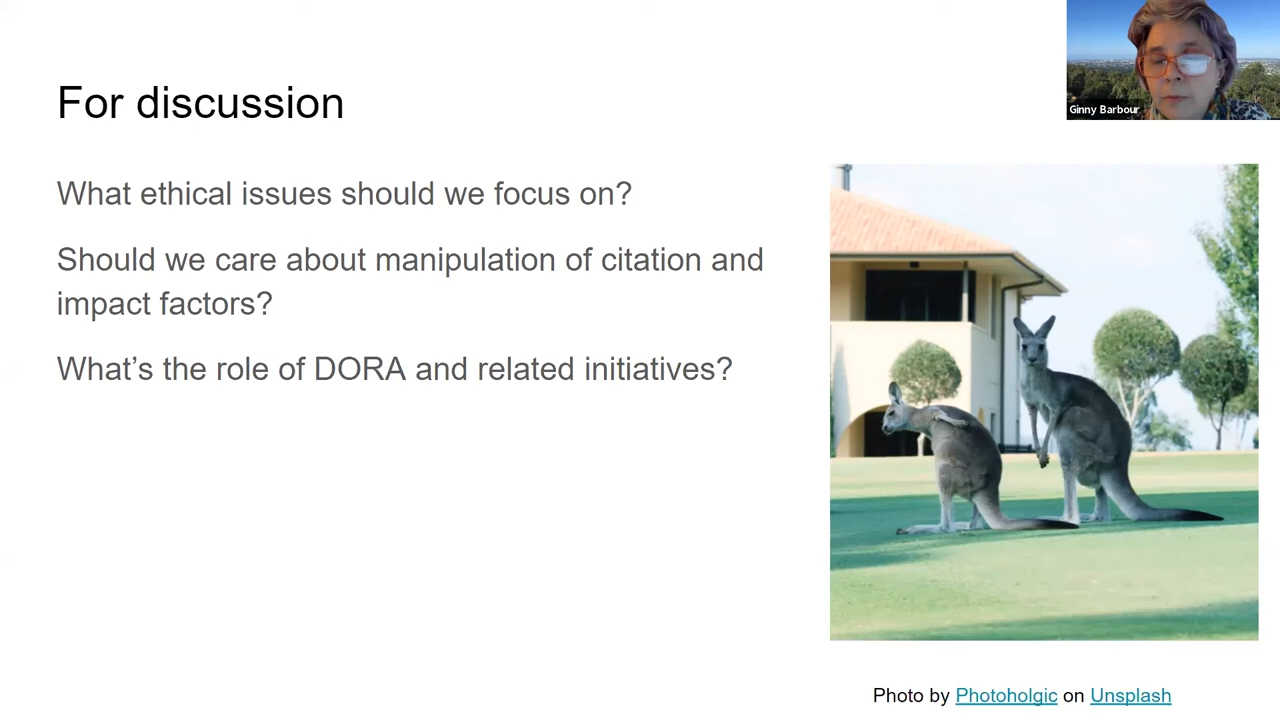 For discussion
Ginny Barbour
What ethical issues should we focus on?
Should we care about manipulation of citation and
impact factors?
What’s the role of DORA and related initiatives?
Photo by Photoholgic on Unsplash